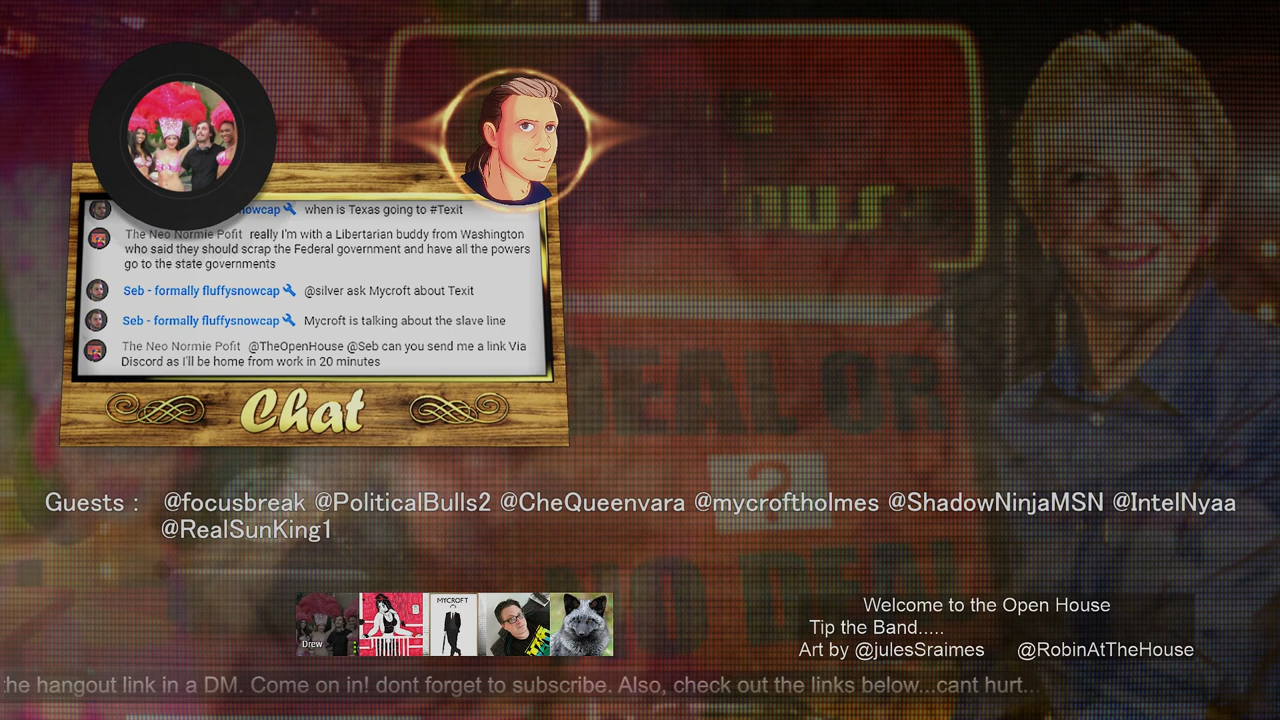 nowcap when is Texas going to #Texit
The Neo Normie Pofit really I'm with a Libertarian buddy from Washington
who said they should scrap the Federal government and have all the powers
go to the state governments
Seb - formally fluffysnowcap @silver ask Mycroft about Texit
Seb - formally fluffysnowcap Mycroft is talking about the slave line
The Neo Normie Pofit @TheOpenHouse @Seb can you send me a link Via
Discord as I'll be home from work in 20 minutes
Chat
DEAL OR
?
NO DEAL
Guests : @focusbreak @PoliticalBulls2 @CheQueenvara @mycroftholmes @ShadowNinjaMSN @IntelNyaa
@RealSunKing1
Drew
MYCROFT
Welcome to the Open House
Tip the Band.....
Art by @julesSraimes @RobinAtTheHouse
the hangout link in a DM. Come on in! dont forget to subscribe. Also, check out the links below...cant hurt...